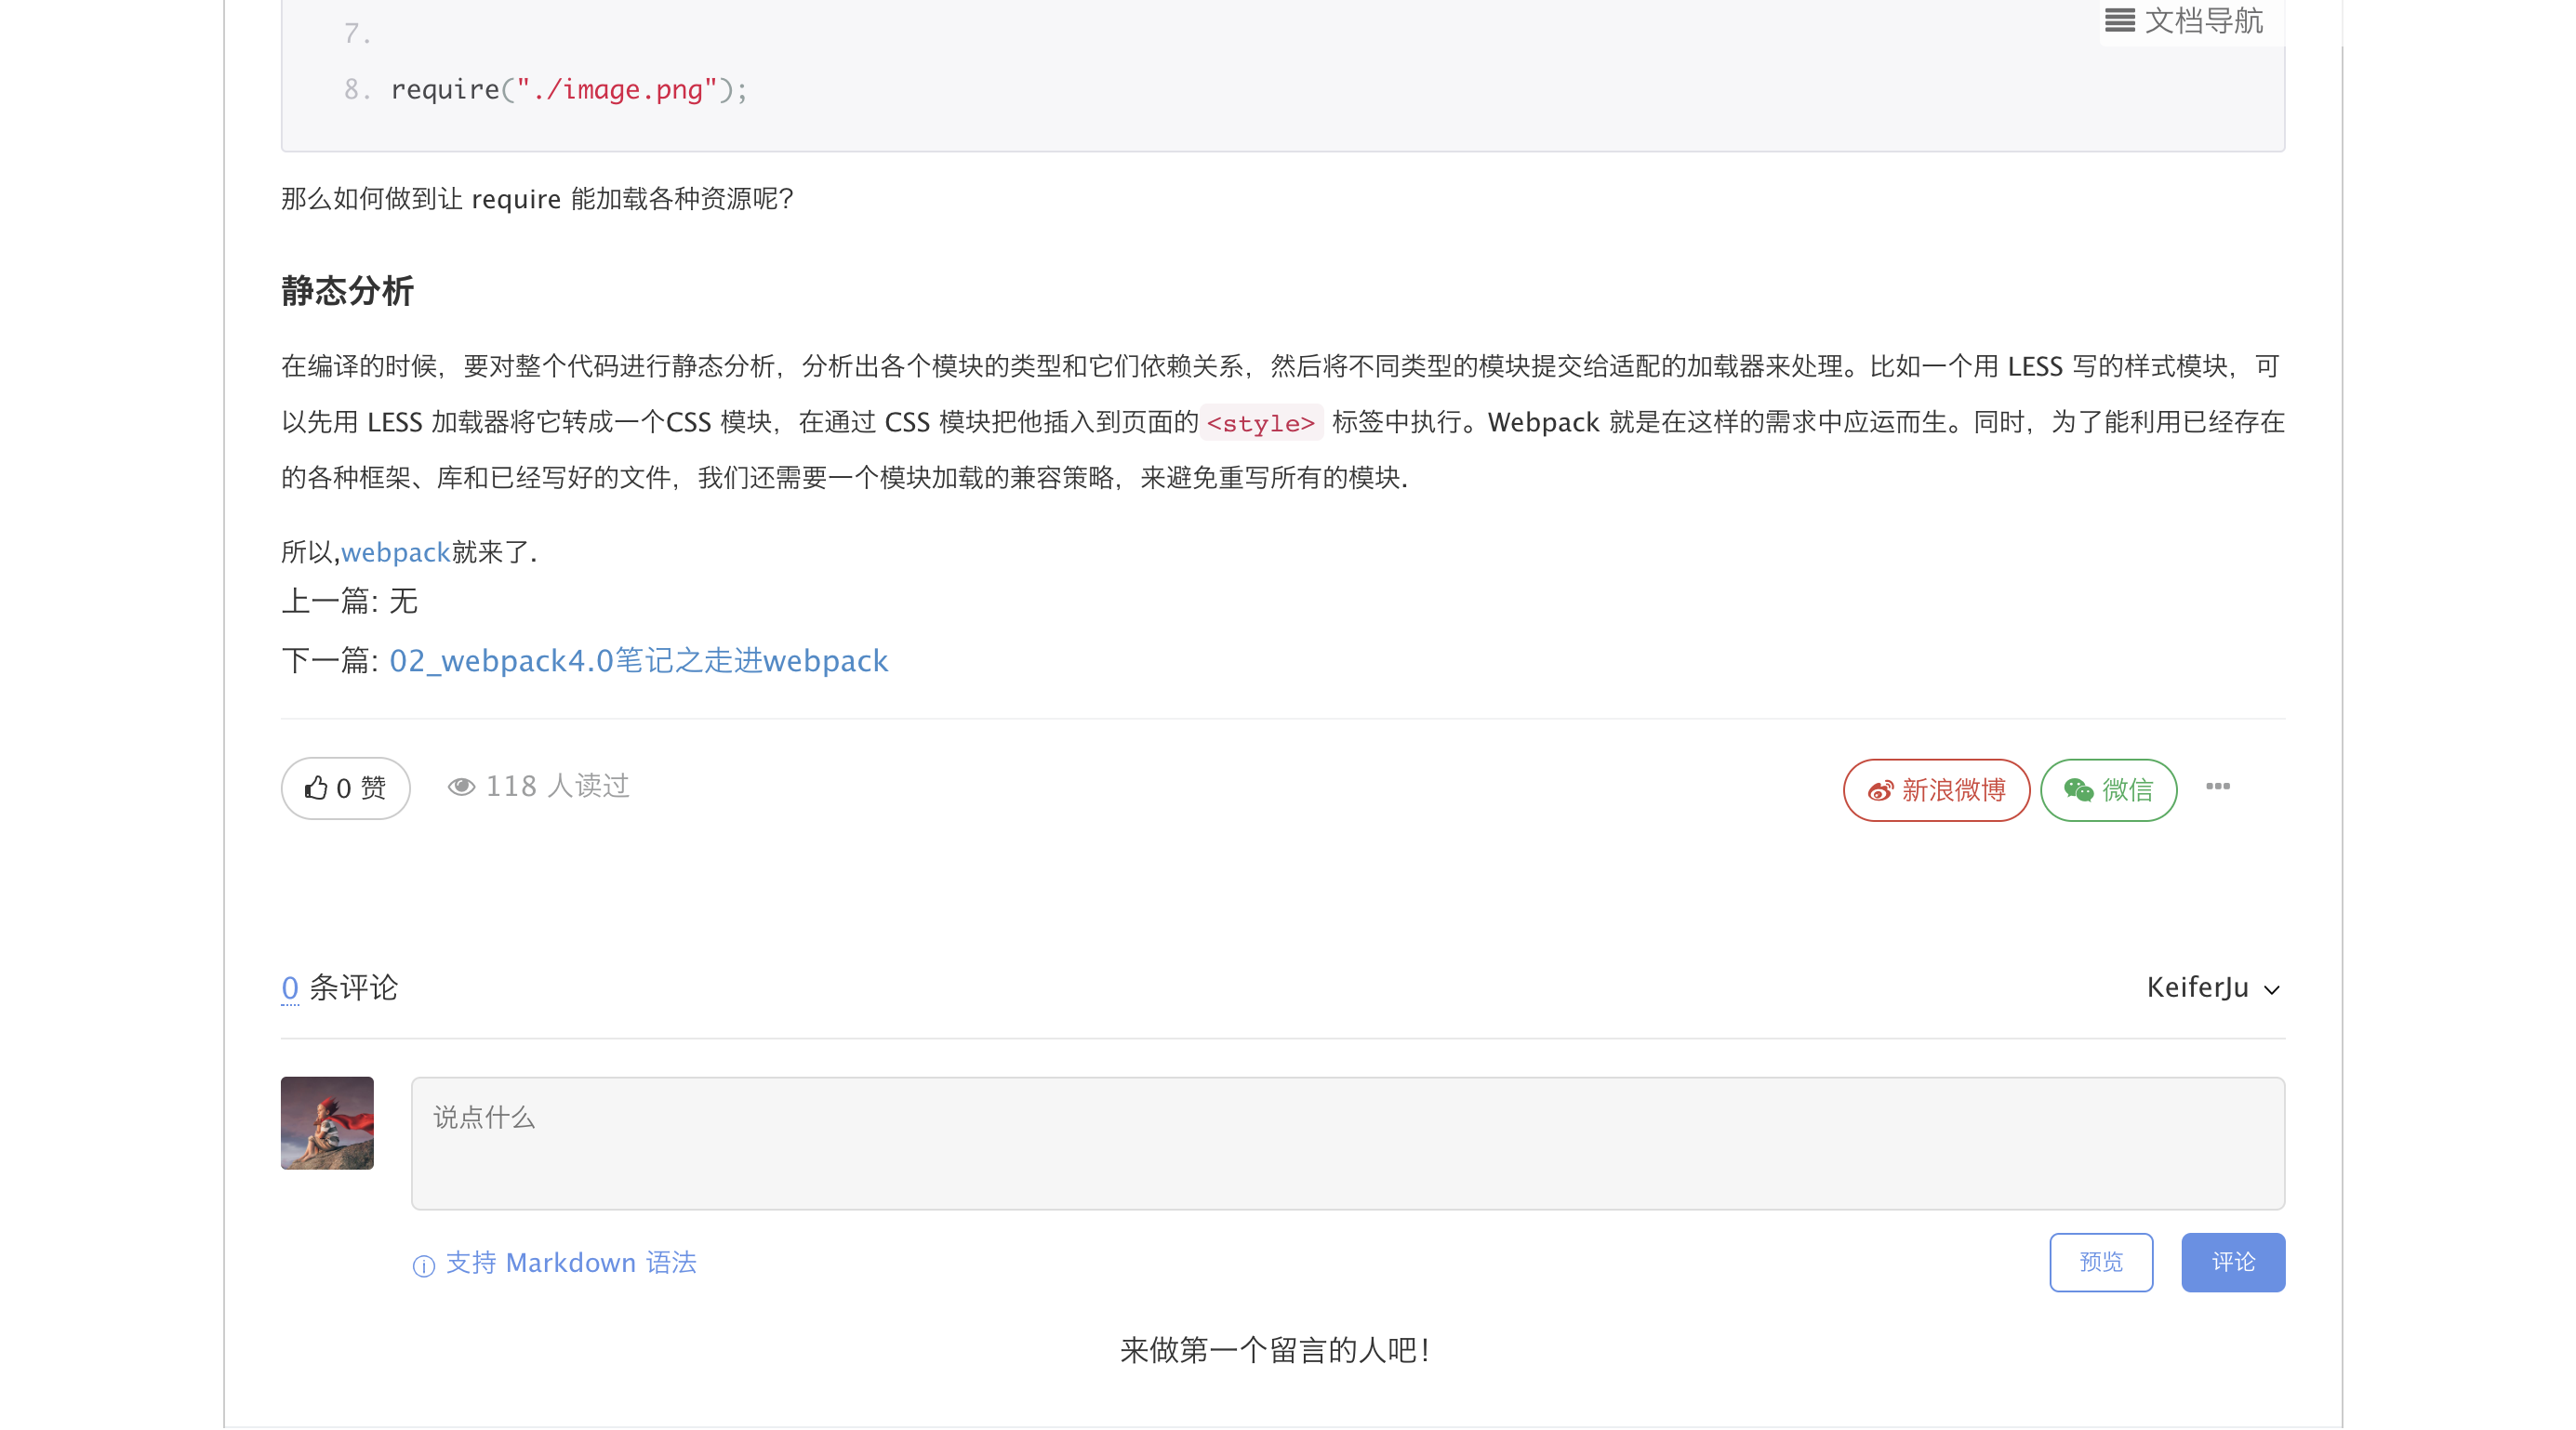 文档导航
7.
8. require("./image.png");
那么如何做到让 require 能加载各种资源呢?
静态分析
在编译的时候，要对整个代码进行静态分析，分析出各个模块的类型和它们依赖关系，然后将不同类型的模块提交给适配的加载器来处理。比如一个用 LESS 写的样式模块，可
以先用 LESS 加载器将它转成一个CSS 模块，在通过 CSS 模块把他插入到页面的<style> 标签中执行。Webpack 就是在这样的需求中应运而生。同时，为了能利用已经存在
的各种框架、库和已经写好的文件，我们还需要一个模块加载的兼容策略，来避免重写所有的模块.
所以,webpack就来了.
上一篇: 无
下一篇: 02_webpack4.0笔记之走进webpack
0 赞 118 人读过 新浪微博 微信
0 条评论 KeiferJu
说点什么
支持 Markdown 语法 预览 评论
来做第一个留言的人吧！